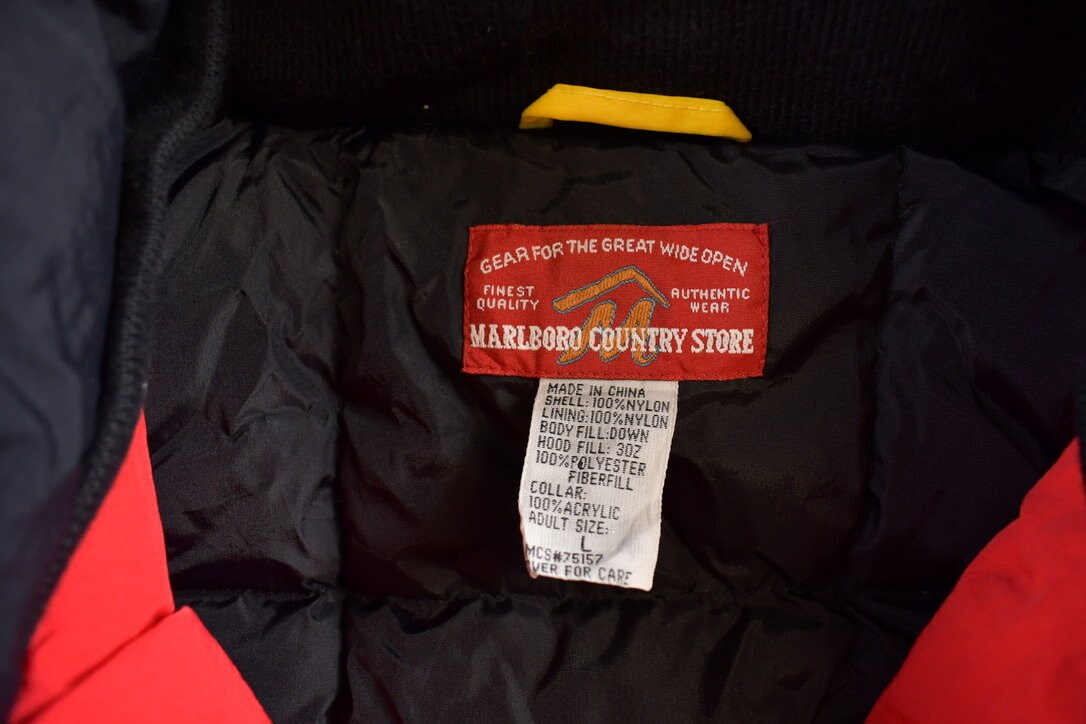 GEAR FOR THE GREAT WIDE OPEN
FINEST QUALITY
AUTHENTIC WEAR
MARLBORO COUNTRY STORE
MADE IN CHINA
SHELL: 100%NYLON
LINING:100%NYLON
BODY FILL:DOWN
HOOD FILL: 3OZ
100%POLYESTER
FIBERFILL
COLLAR:
100%ACRYLIC
ADULT SIZE:
L
MCS#75157
VER FOR CARE